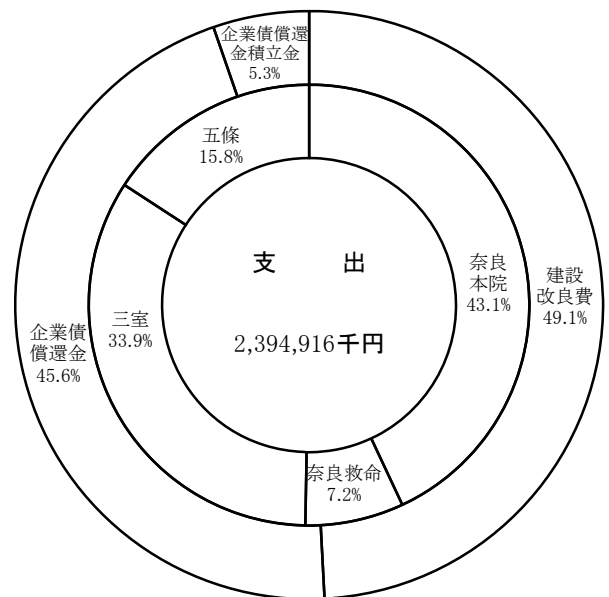 企業債償還
金積立金
5.3%
五條
15.8%
支 出
2,394,916千円
奈良
本院
43.1%
建設
改良費
49.1%
三室
33.9%
企業債
償還金
45.6%
奈良救命
7.2%